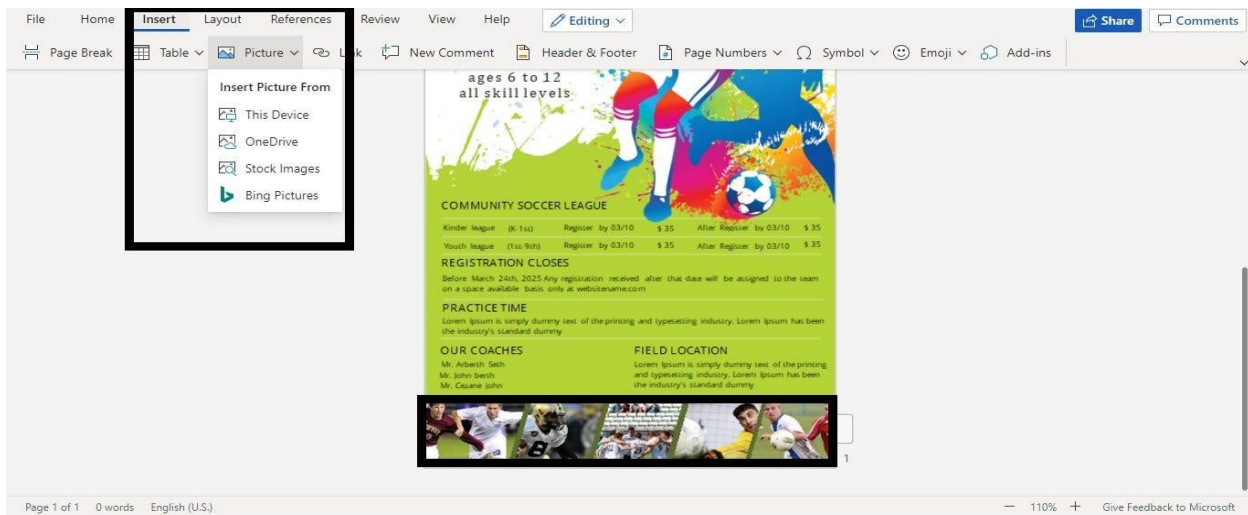 File Home Insert Layout References Review View Help Editing Share Comments
Page Break Table Picture Link New Comment Header & Footer Page Numbers Symbol Emoji Add-ins
Insert Picture From
This Device
OneDrive
Stock Images
Bing Pictures
ages 6 to 12
all skill levels
COMMUNITY SOCCER LEAGUE
Kinder league (K-1st) Register by 03/10 $ 35 After Register by 03/10 $ 35
Youth league (1st-9th) Register by 03/10 $ 35 After Register by 03/10 $ 35
REGISTRATION CLOSES
Before March 24th, 2025 Any registration received after that date will be assigned to the team
on a space available basis only at websitename.com
PRACTICE TIME
Lorem Ipsum is simply dummy text of the printing and typesetting industry. Lorem Ipsum has been
the industry's standard dummy
OUR COACHES
Mr. Arberth Seth
Mr. John berth
Mr. Cezane john
FIELD LOCATION
Lorem Ipsum is simply dummy text of the printing
and typesetting industry. Lorem Ipsum has been
the industry's standard dummy
8
1
Page 1 of 1 0 words English (U.S.) 110% Give Feedback to Microsoft